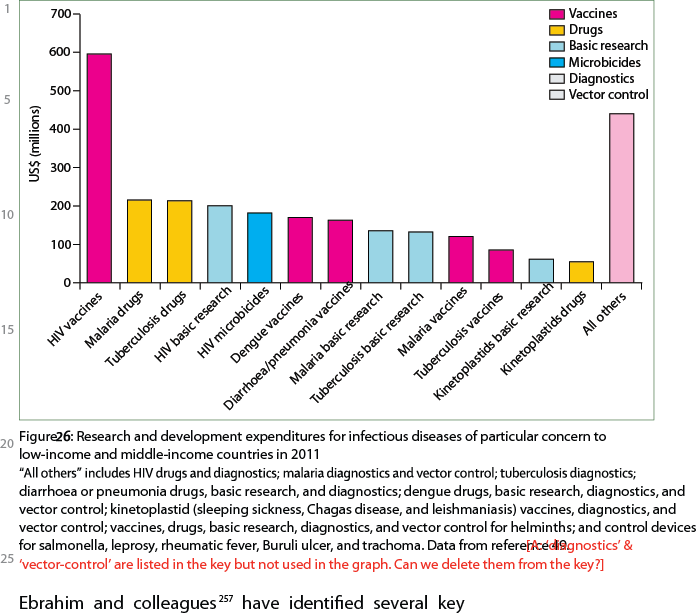 1
700
600
500
400
300
200
100
0
US$ (millions)
Vaccines
Drugs
Basic research
Microbicides
Diagnostics
Vector control
HIV vaccines
Malaria drugs
Tuberculosis drugs
HIV basic research
HIV microbicides
Dengue vaccines
Diarrhoea/pneumonia vaccines
Malaria basic research
Tuberculosis basic research
Malaria vaccines
Tuberculosis vaccines
Kinetoplastids basic research
Kinetoplastids drugs
All others
5
10
15
20
25
Figure 26: Research and development expenditures for infectious diseases of particular concern to
low-income and middle-income countries in 2011
“All others” includes HIV drugs and diagnostics; malaria diagnostics and vector control; tuberculosis diagnostics;
diarrhoea or pneumonia drugs, basic research, and diagnostics; dengue drugs, basic research, diagnostics, and
vector control; kinetoplastid (sleeping sickness, Chagas disease, and leishmaniasis) vaccines, diagnostics, and
vector control; vaccines, drugs, basic research, diagnostics, and vector control for helminths; and control devices
for salmonella, leprosy, rheumatic fever, Buruli ulcer, and trachoma. Data from reference 49. ‘diagnostics’ &
‘vector-control’ are listed in the key but not used in the graph. Can we delete them from the key?]
Ebrahim and colleagues257 have identified several key